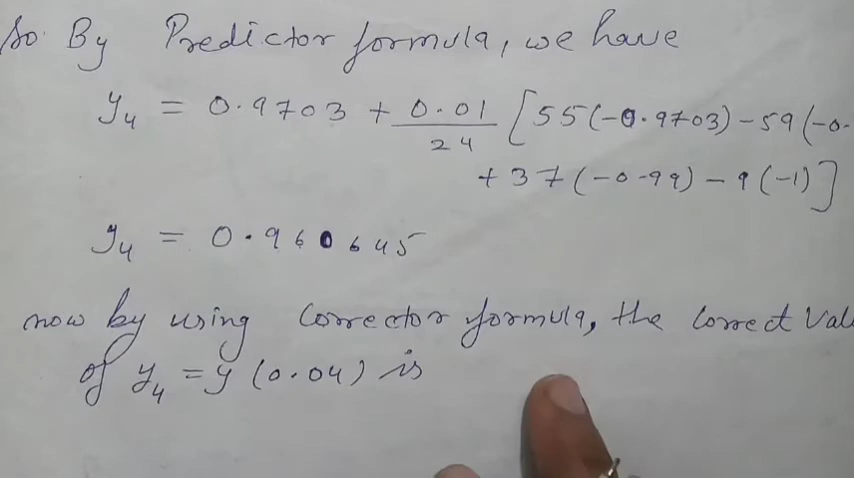 So By Predictor formula, we have
y₄ = 0.9703 + 0.01/24 [55(-0.9703) - 59(-0.
+ 37(-0.99) - 9(-1)]
y₄ = 0.960645
now by using Corrector formula, the Correct Val
of y₄ = y(0.04) is